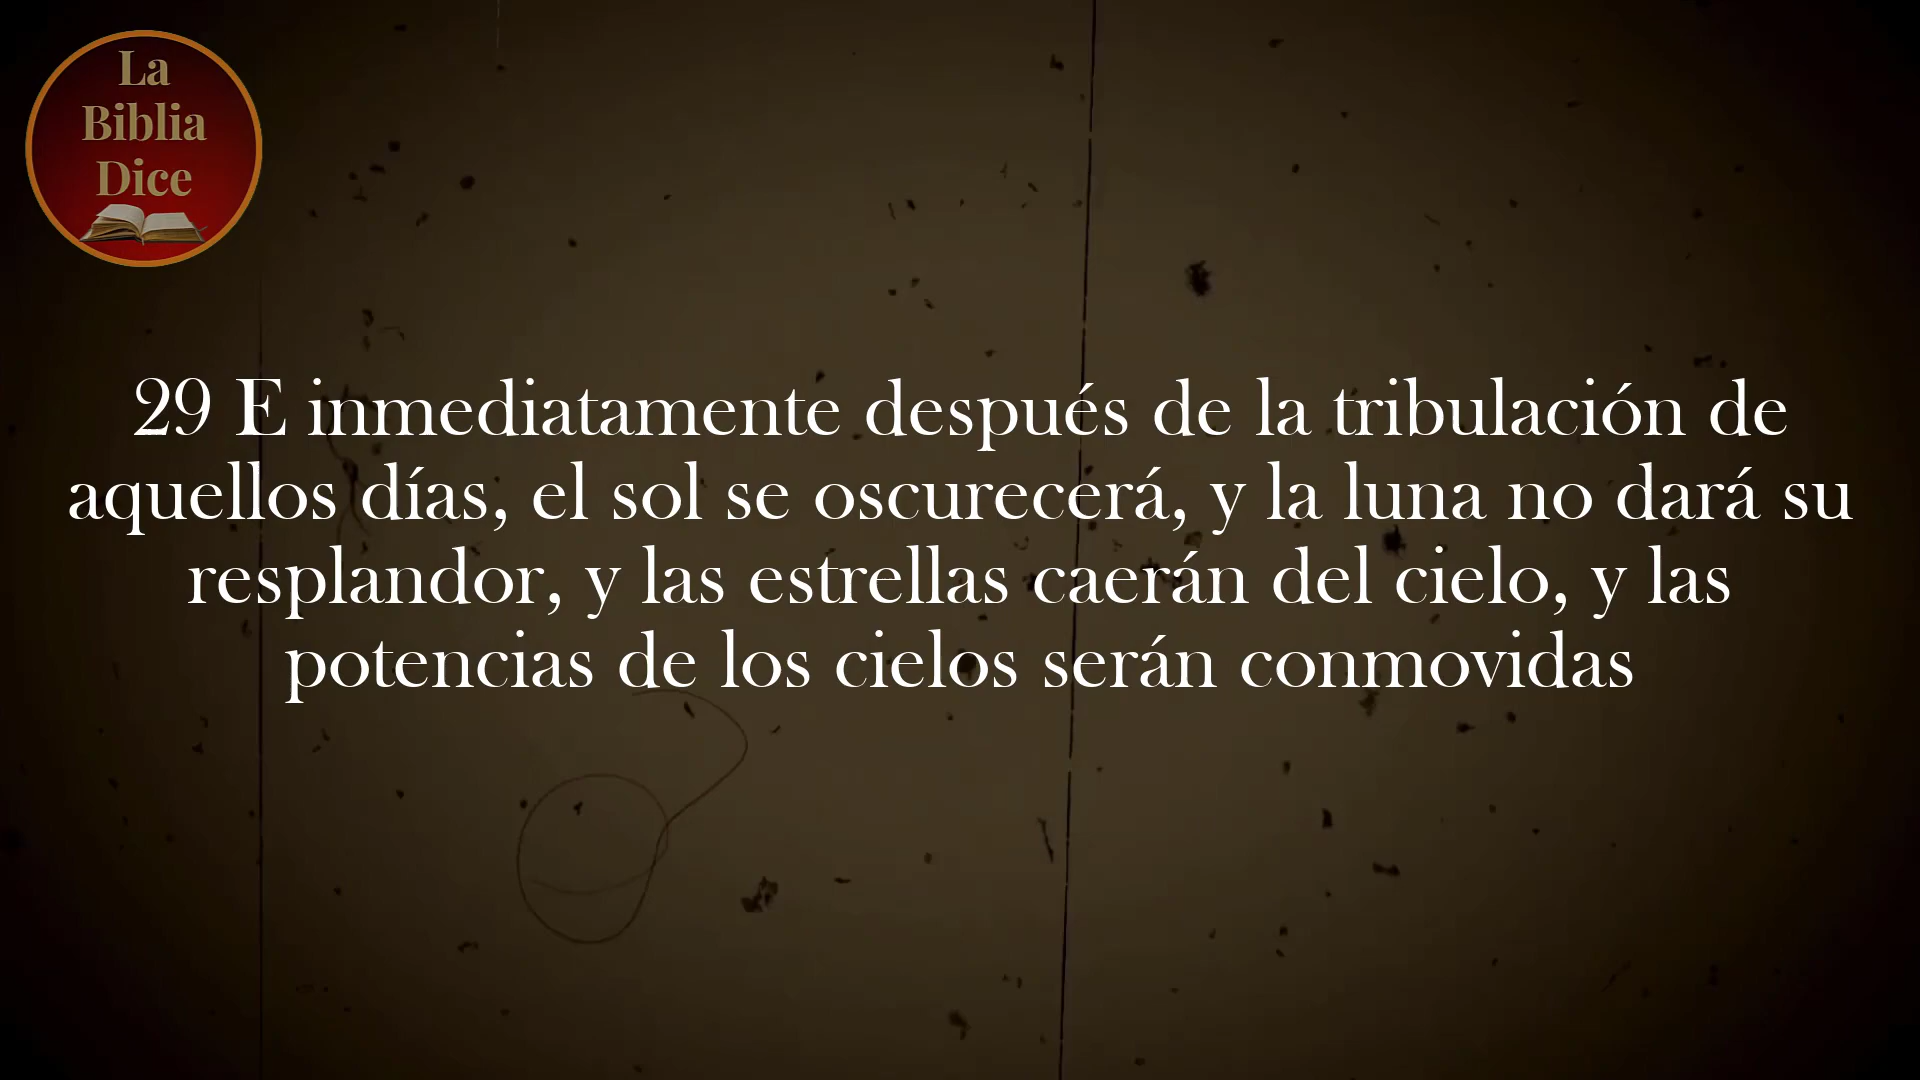 La
Biblia
Dice
29 E inmediatamente después de la tribulación de
aquellos días, el sol se oscurecerá, y la luna no dará su
resplandor, y las estrellas caerán del cielo, y las
potencias de los cielos serán conmovidas